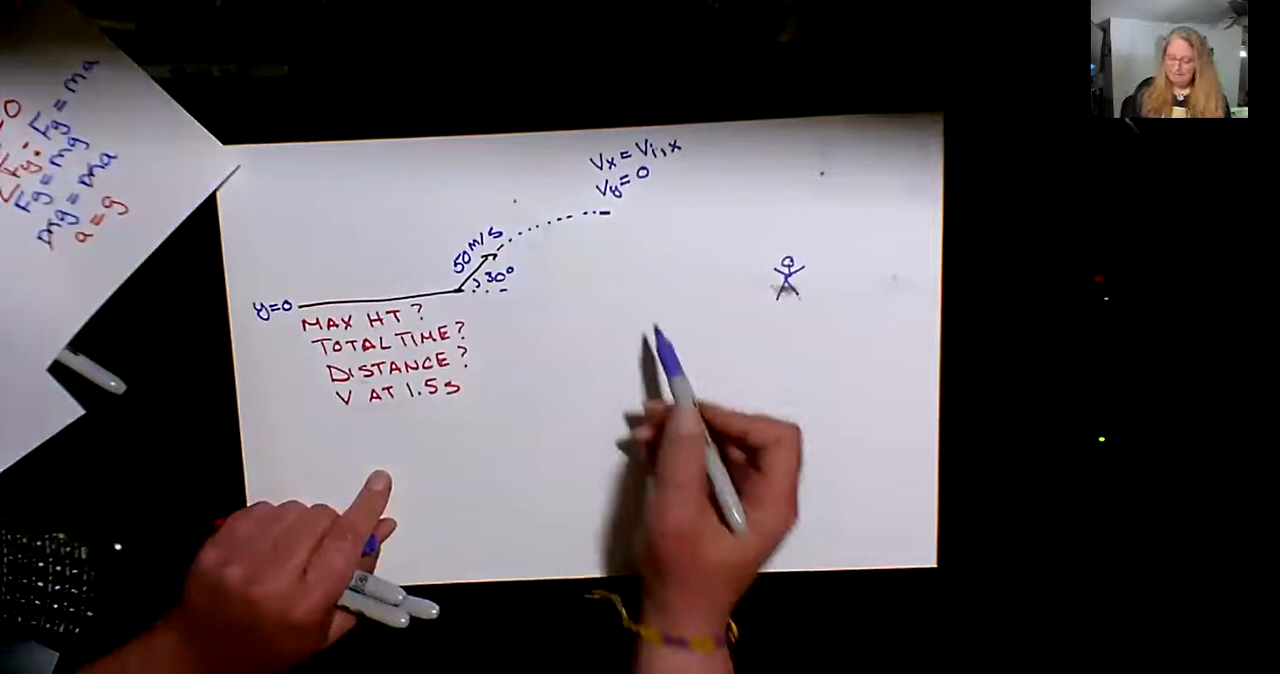 ΣFy: Fg = ma
Fg = mg
mg = ma
a = g
Vx = Vi,x
Vy = 0
50 m/s
30°
y=0
MAX HT?
TOTAL TIME?
DISTANCE?
V AT 1.5s